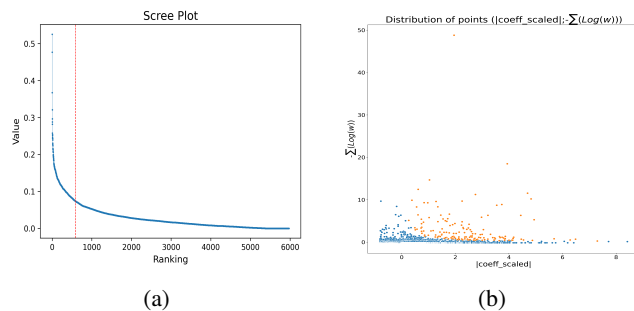 Scree Plot
Value
0.5
0.4
0.3
0.2
0.1
0.0
0 1000 2000 3000 4000 5000 6000
Ranking
(a)
Distribution of points (|coeff_scaled|;-∑(Log(w)))
-∑(Log(w))
50
40
30
20
10
0
0 2 4 6 8
|coeff_scaled|
(b)